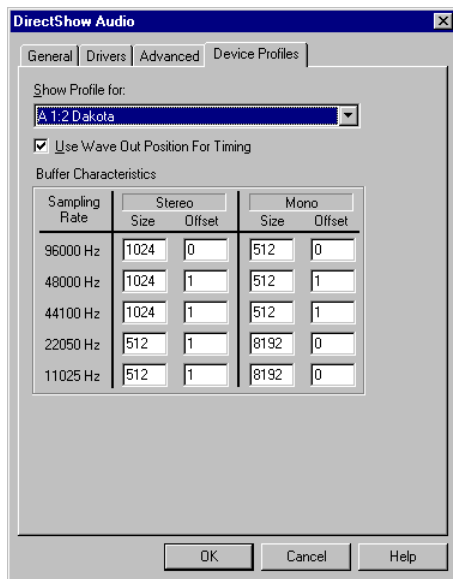 DirectShow Audio
General Drivers Advanced Device Profiles
Show Profile for:
A 1:2 Dakota
Use Wave Out Position For Timing
Buffer Characteristics
Sampling Rate Stereo Mono
Size Offset Size Offset
96000 Hz 1024 0 512 0
48000 Hz 1024 1 512 1
44100 Hz 1024 1 512 1
22050 Hz 512 1 8192 0
11025 Hz 512 1 8192 0
OK Cancel Help